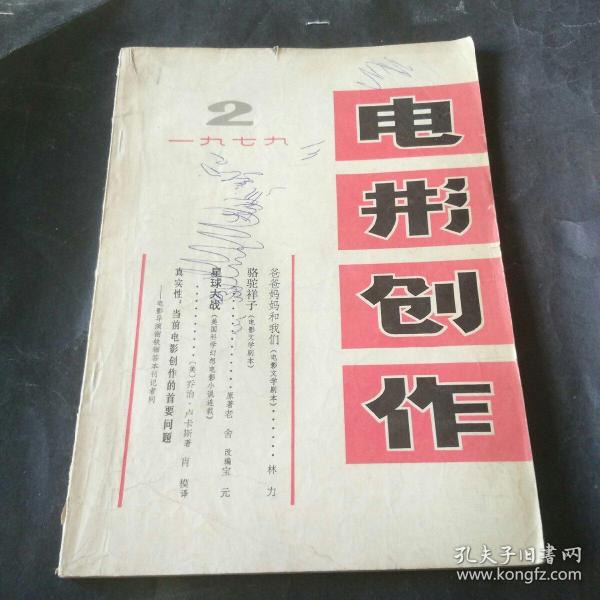 电影创作
2
一九七九
爸爸妈妈和我们(电影文学剧本)······林力
骆驼祥子(电影文学剧本)
············原著老舍 改编宝元
星球大战(美国科学幻想电影小说连载)
·········(美)乔治·卢卡斯著 肖模译
真实性,当前电影创作的首要问题
——电影导演谢铁骊答本刊记者问
孔夫子旧书网
www.kongfz.com